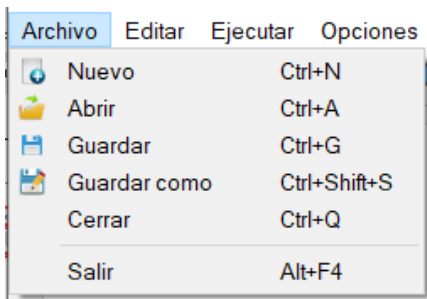 Archivo Editar Ejecutar Opciones
Nuevo Ctrl+N
Abrir Ctrl+A
Guardar Ctrl+G
Guardar como Ctrl+Shift+S
Cerrar Ctrl+Q
Salir Alt+F4